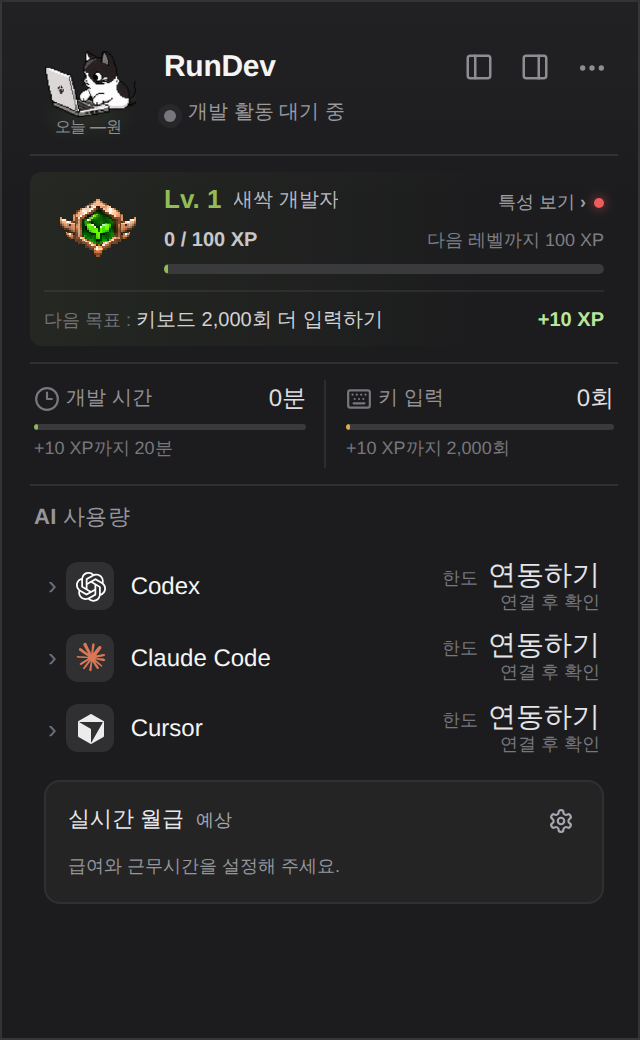 RunDev
개발 활동 대기 중
오늘 —원
Lv. 1 새싹 개발자 특성 보기 ›
0 / 100 XP 다음 레벨까지 100 XP
다음 목표 : 키보드 2,000회 더 입력하기 +10 XP
개발 시간 0분
+10 XP까지 20분
키 입력 0회
+10 XP까지 2,000회
AI 사용량
› Codex 한도 연동하기
연결 후 확인
› Claude Code 한도 연동하기
연결 후 확인
› Cursor 한도 연동하기
연결 후 확인
실시간 월급 예상
급여와 근무시간을 설정해 주세요.